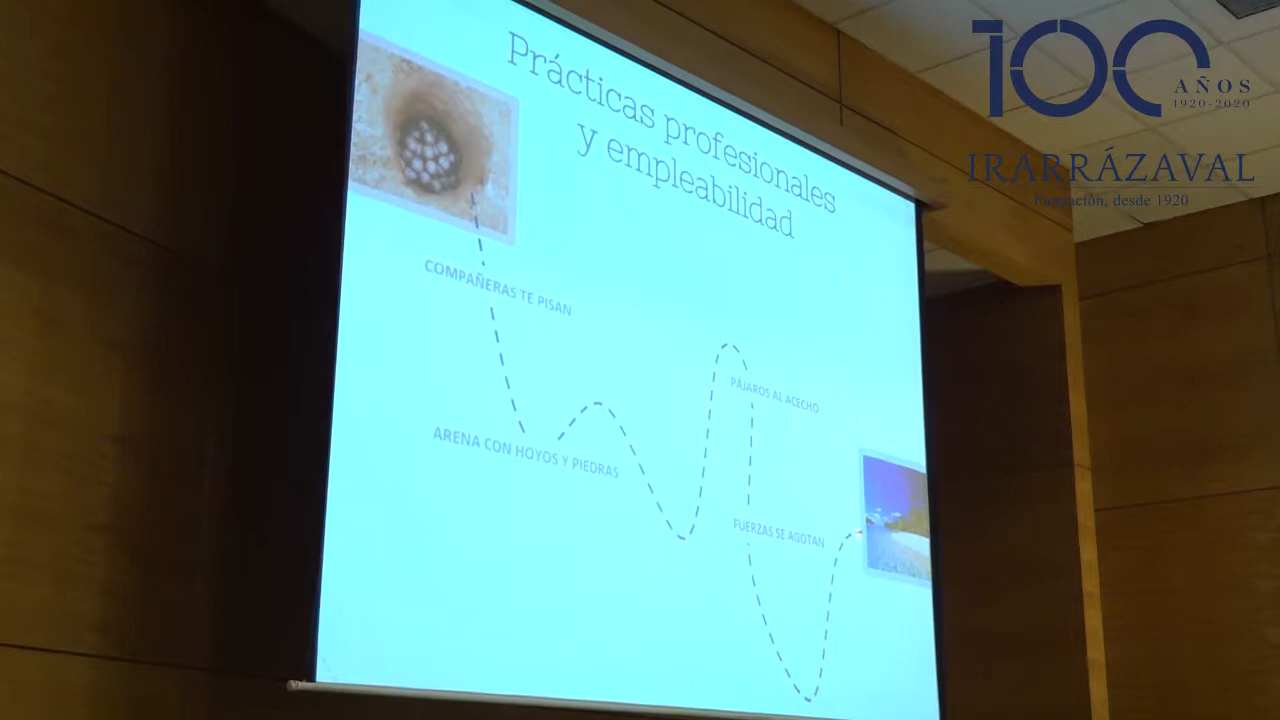 Prácticas profesionales
y empleabilidad
COMPAÑERAS TE PISAN
ARENA CON HOYOS Y PIEDRAS
PÁJAROS AL ACECHO
FUERZAS SE AGOTAN
100 AÑOS
1920-2020
IRARRÁZAVAL
Fundación, desde 1920